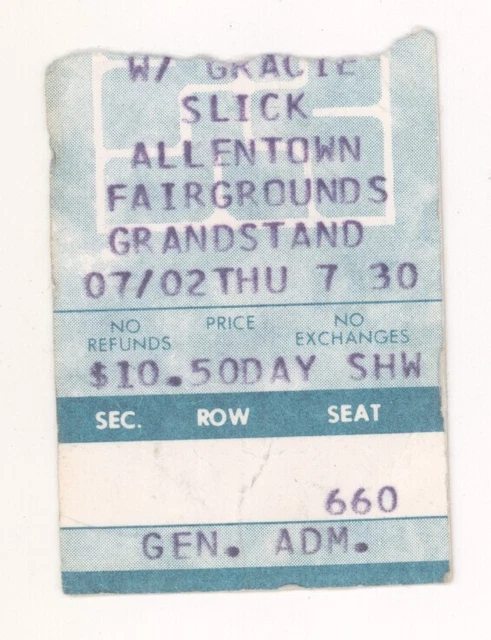 W/ GRACIE
SLICK
ALLENTOWN
FAIRGROUNDS
GRANDSTAND
07/02THU 7 30
NO REFUNDS PRICE NO EXCHANGES
$10.50DAY SHW
SEC. ROW SEAT
660
GEN. ADM.